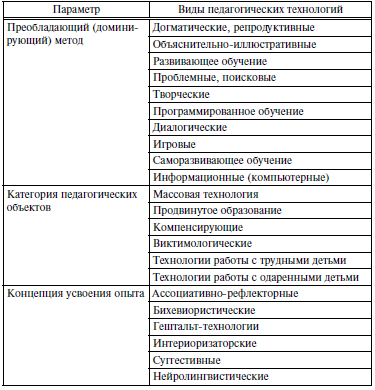 Параметр Виды педагогических технологий
Преобладающий (домини- Догматические, репродуктивные
рующий) метод Объяснительно-иллюстративные
Развивающее обучение
Проблемные, поисковые
Творческие
Программированное обучение
Диалогические
Игровые
Саморазвивающее обучение
Информационные (компьютерные)
Категория педагогических Массовая технология
объектов Продвинутое образование
Компенсирующие
Виктимологические
Технологии работы с трудными детьми
Технологии работы с одаренными детьми
Концепция усвоения опыта Ассоциативно-рефлекторные
Бихевиористические
Гештальт-технологии
Интериоризаторские
Суггестивные
Нейролингвистические